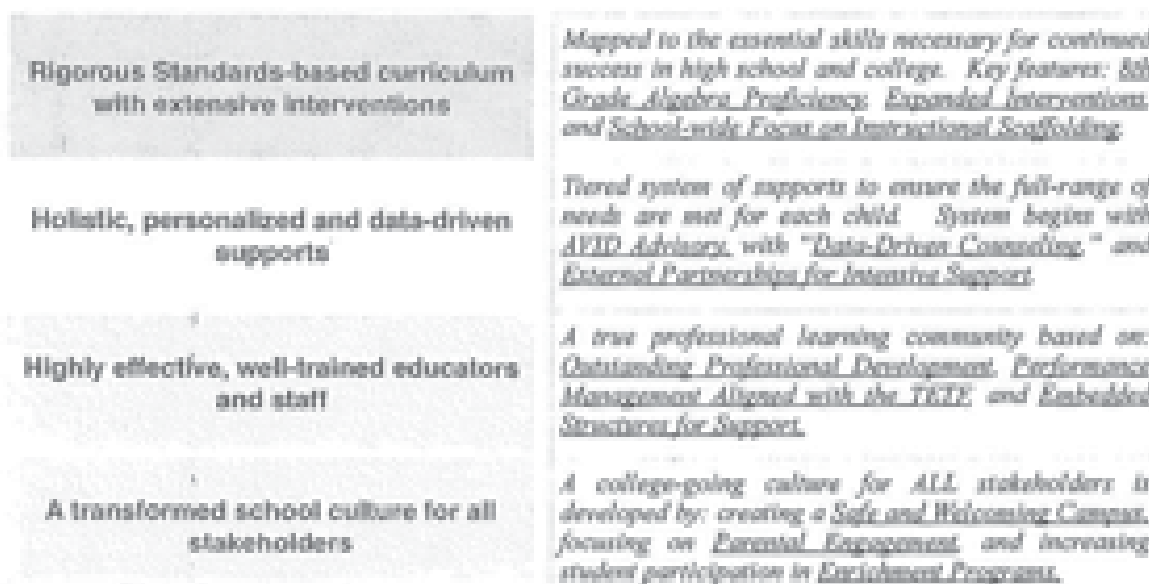 Rigorous Standards-based curriculum
with extensive interventions
Mapped to the essential skills necessary for continued
success in high school and college. Key features: 8th
Grade Algebra Proficiency, Expanded Interventions,
and School-wide Focus on Instructional Scaffolding.
Holistic, personalized and data-driven
supports
Tiered system of supports to ensure the full-range of
needs are met for each child. System begins with
AVID Advisory, with "Data-Driven Counseling," and
External Partnerships for Intensive Support.
Highly effective, well-trained educators
and staff
A true professional learning community based on:
Outstanding Professional Development, Performance
Management Aligned with the and Embedded
Structures for Support.
A transformed school culture for all
stakeholders
A college-going culture for ALL stakeholders is
developed by: creating a Safe and Welcoming Campus,
focusing on Parental Engagement, and increasing
student participation in Enrichment Programs.